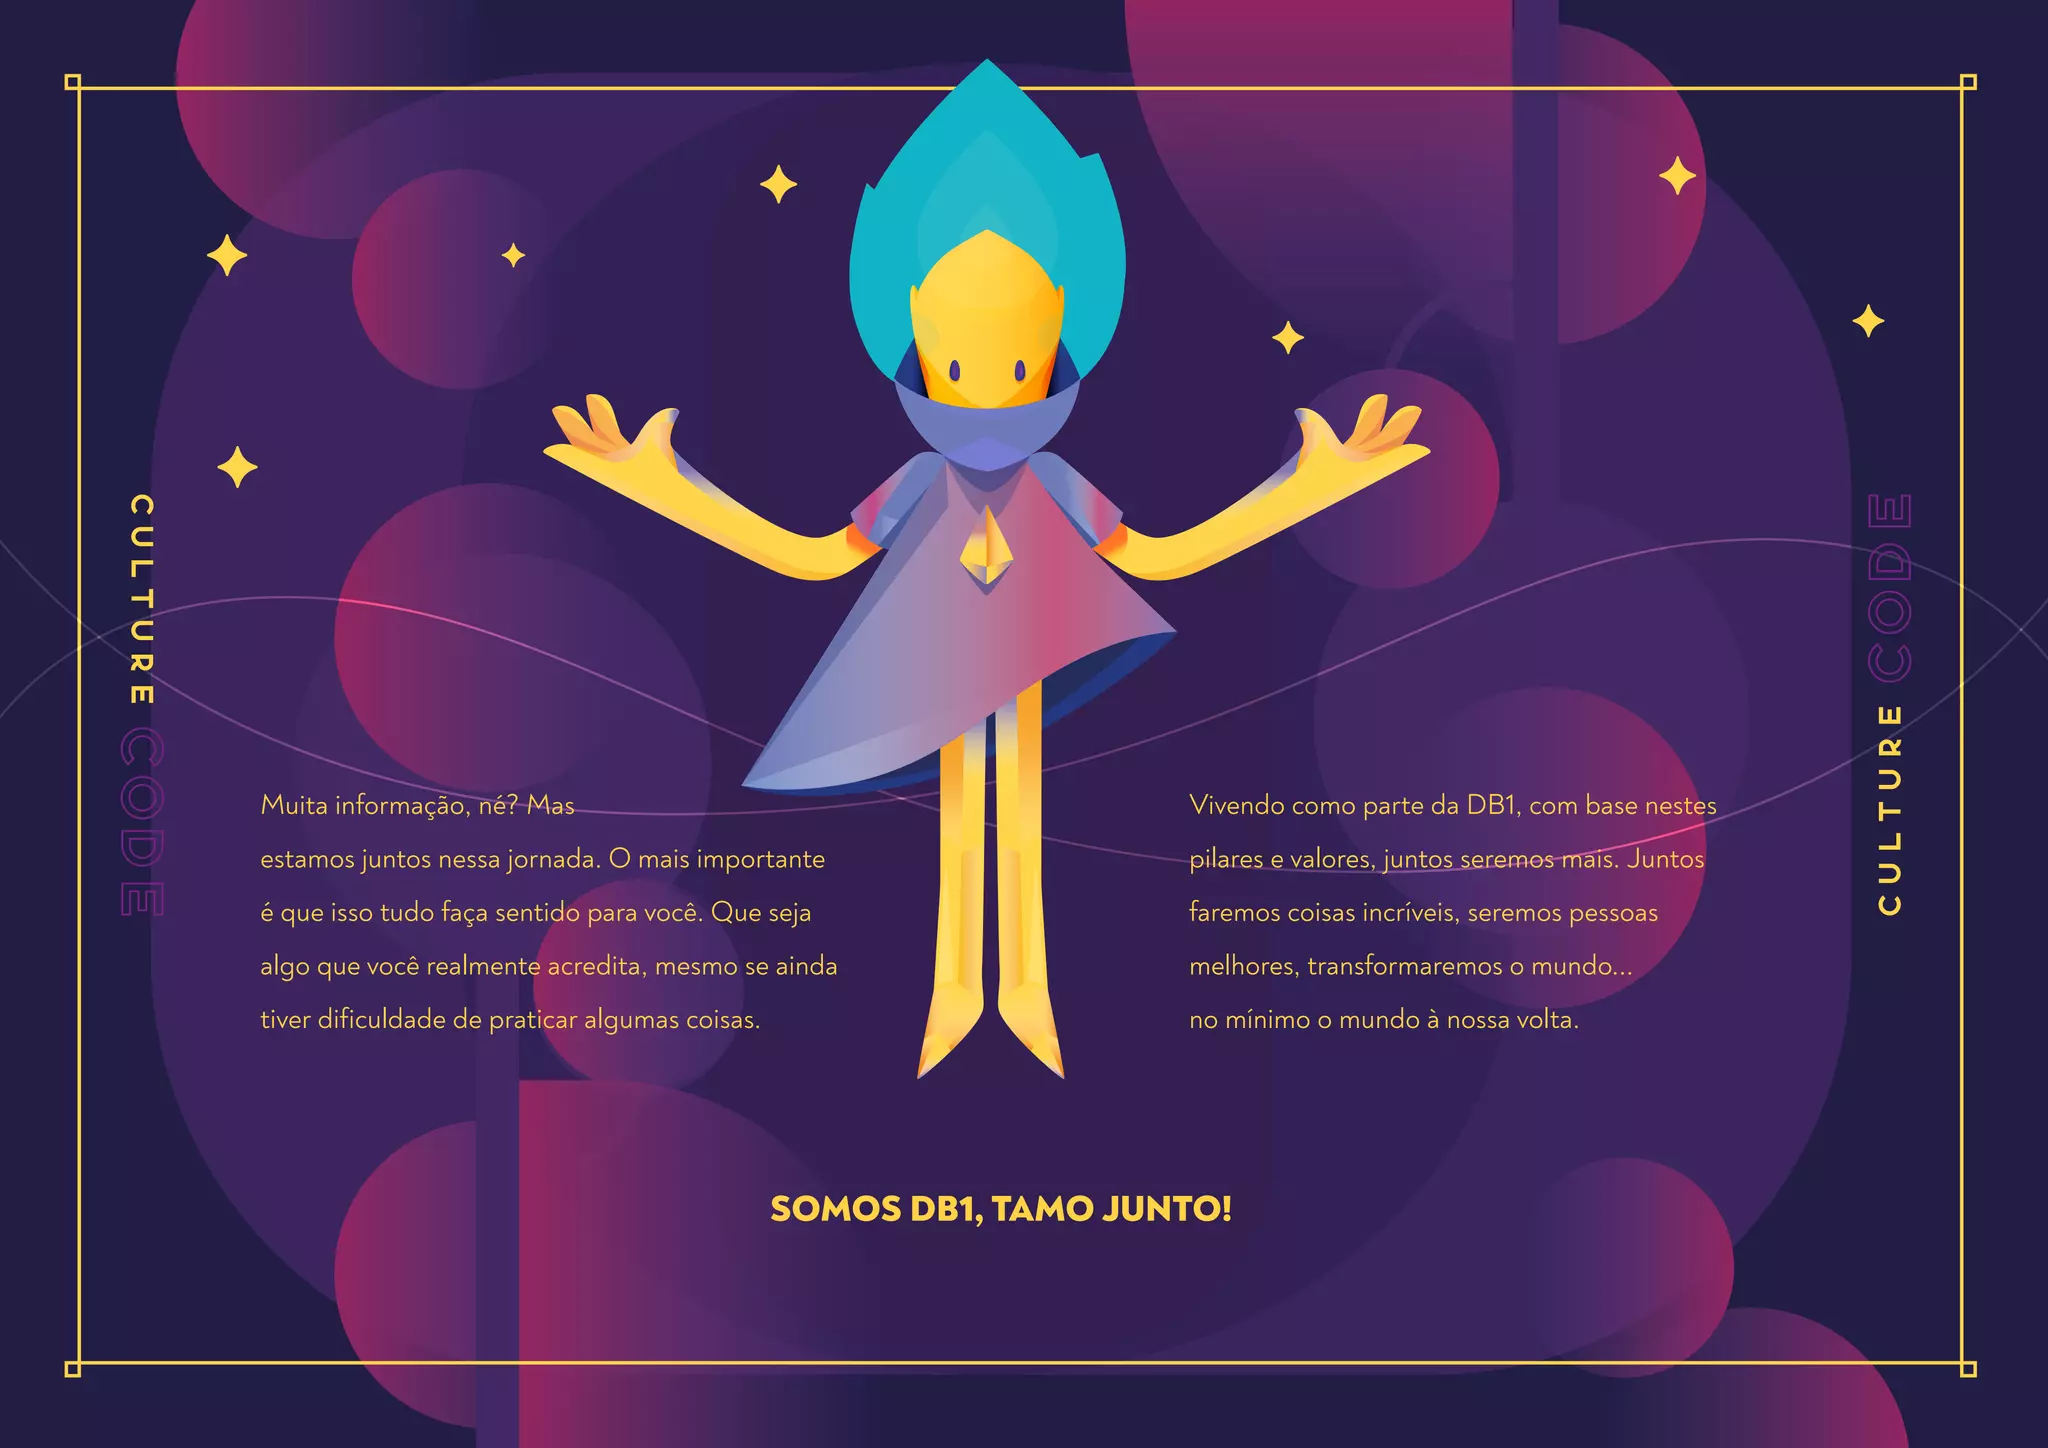 CULTURE CODE
Muita informação, né? Mas
estamos juntos nessa jornada. O mais importante
é que isso tudo faça sentido para você. Que seja
algo que você realmente acredita, mesmo se ainda
tiver dificuldade de praticar algumas coisas.
Vivendo como parte da DB1, com base nestes
pilares e valores, juntos seremos mais. Juntos
faremos coisas incríveis, seremos pessoas
melhores, transformaremos o mundo...
no mínimo o mundo à nossa volta.
CULTURE CODE
SOMOS DB1, TAMO JUNTO!